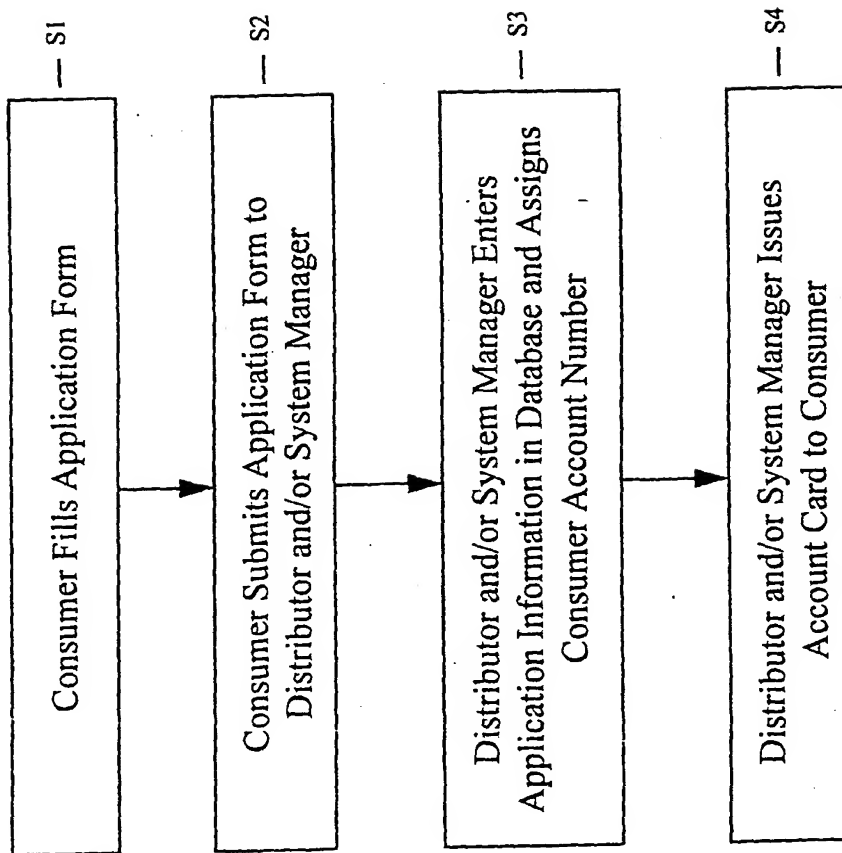 Consumer Fills Application Form
— S1
Consumer Submits Application Form to
Distributor and/or System Manager
— S2
Distributor and/or System Manager Enters
Application Information in Database and Assigns
Consumer Account Number
— S3
Distributor and/or System Manager Issues
Account Card to Consumer
— S4